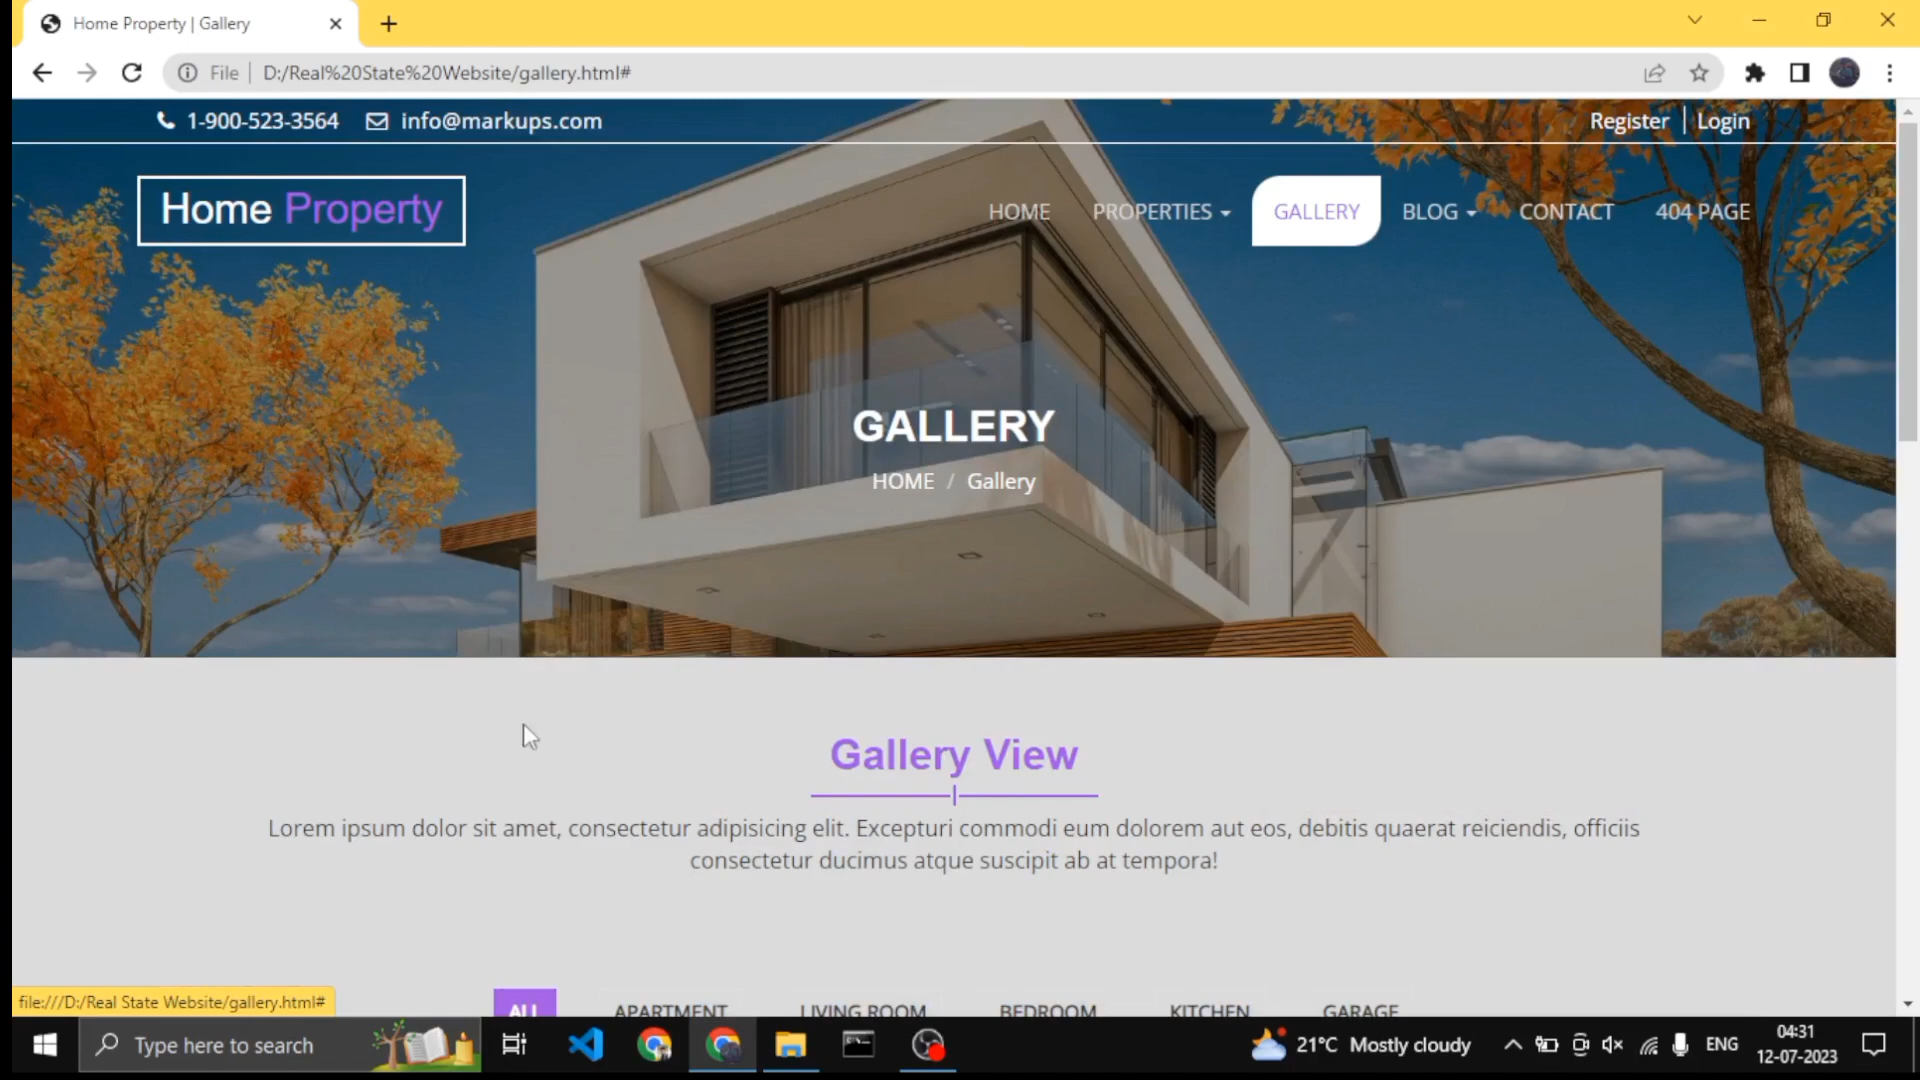 Home Property | Gallery
File D:/Real%20State%20Website/gallery.html#
1-900-523-3564 info@markups.com Register Login
Home Property HOME PROPERTIES GALLERY BLOG CONTACT 404 PAGE
GALLERY
HOME / Gallery
Gallery View
Lorem ipsum dolor sit amet, consectetur adipisicing elit. Excepturi commodi eum dolorem aut eos, debitis quaerat reiciendis, officiis
consectetur ducimus atque suscipit ab at tempora!
ALL APARTMENT LIVING ROOM BEDROOM KITCHEN GARAGE
file:///D:/Real State Website/gallery.html#
Type here to search 21°C Mostly cloudy ENG 04:31
12-07-2023